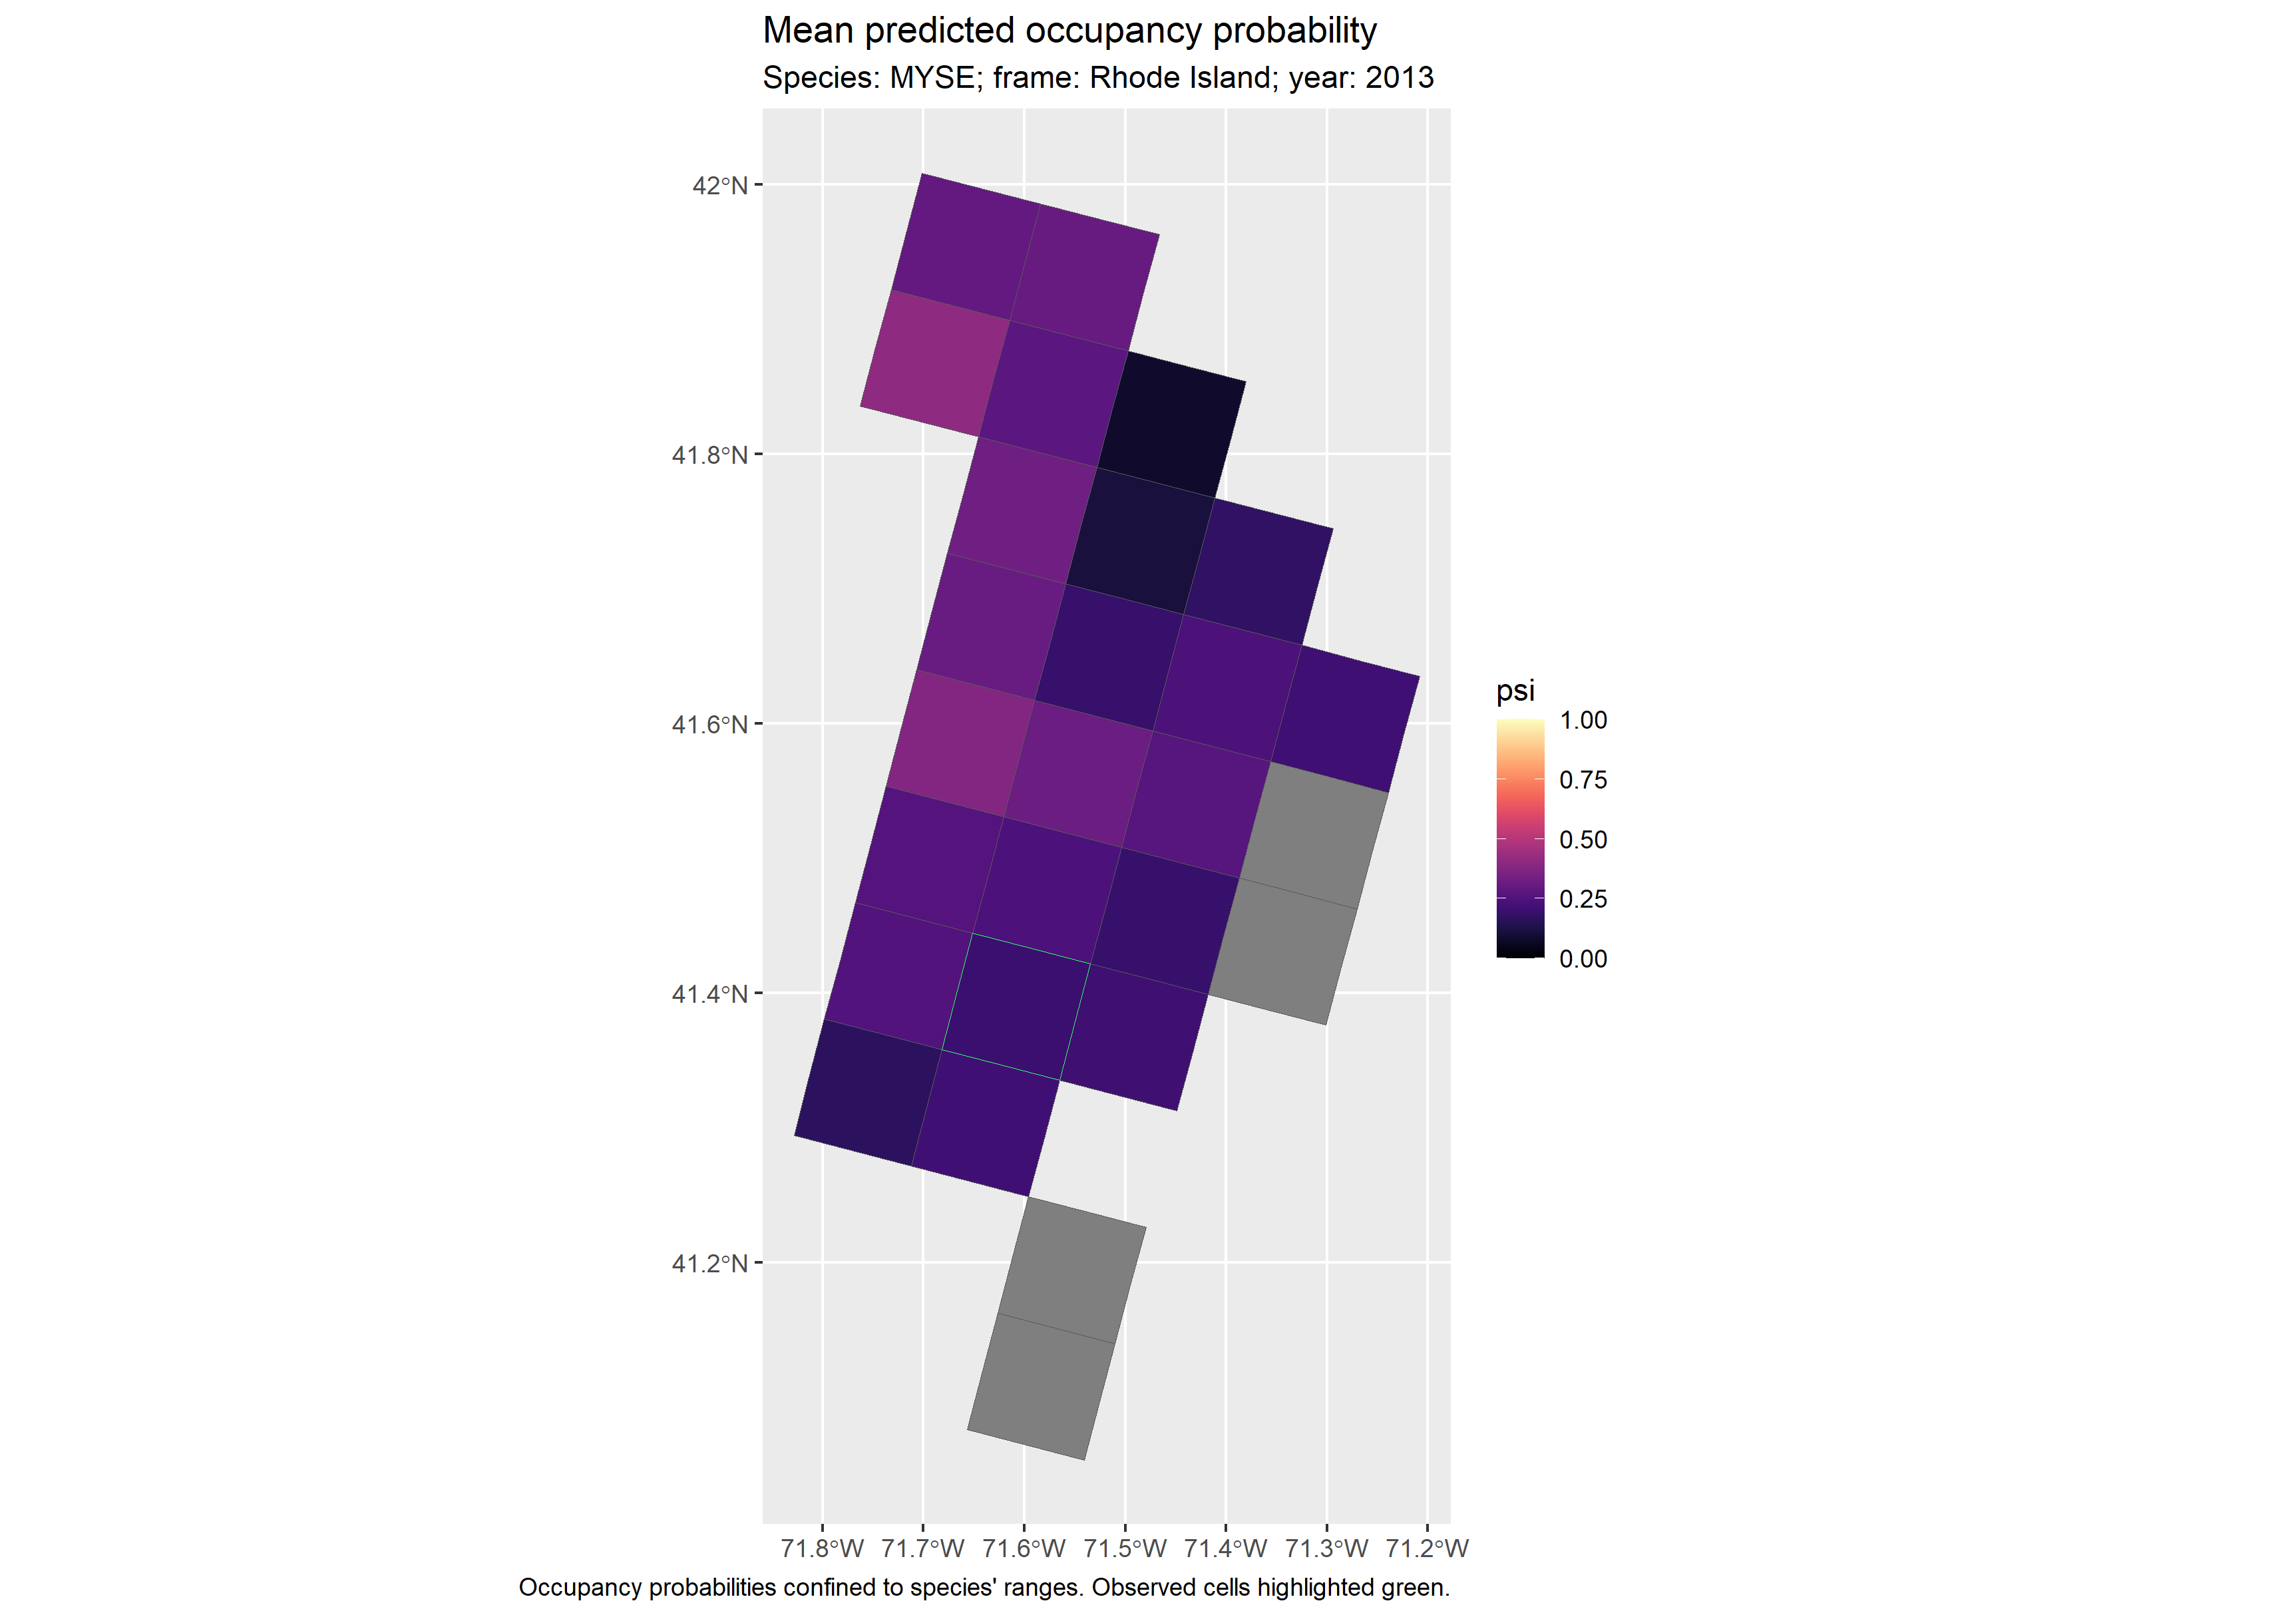 Mean predicted occupancy probability
Species: MYSE; frame: Rhode Island; year: 2013
42°N
41.8°N
41.6°N
41.4°N
41.2°N
71.8°W 71.7°W 71.6°W 71.5°W 71.4°W 71.3°W 71.2°W
psi
1.00
0.75
0.50
0.25
0.00
Occupancy probabilities confined to species' ranges. Observed cells highlighted green.